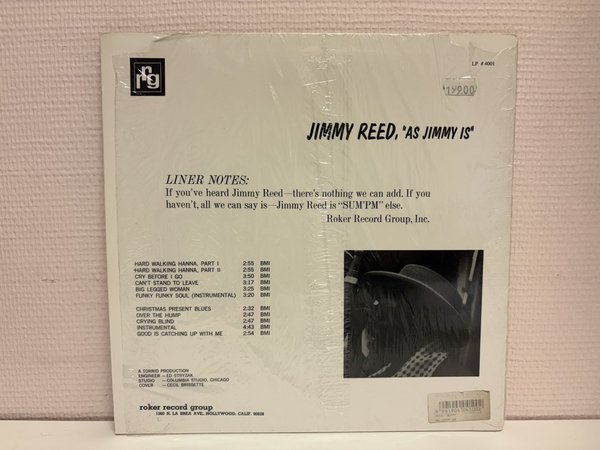 rrg
LP #4001
19900
JIMMY REED, "AS JIMMY IS"
LINER NOTES:
If you've heard Jimmy Reed—there's nothing we can add. If you
haven't, all we can say is—Jimmy Reed is "SUM'PM" else.
Roker Record Group, Inc.
HARD WALKING HANNA, PART I 2:55 BMI
HARD WALKING HANNA, PART II 2:55 BMI
CRY BEFORE I GO 3:50 BMI
CAN'T STAND TO LEAVE 3:17 BMI
BIG LEGGED WOMAN 3:25 BMI
FUNKY FUNKY SOUL (INSTRUMENTAL) 3:20 BMI
CHRISTMAS PRESENT BLUES 2:32 BMI
OVER THE HUMP 2:47 BMI
CRYING BLIND 2:47 BMI
INSTRUMENTAL 4:43 BMI
GOOD IS CATCHING UP WITH ME 2:54 BMI
A TORRID PRODUCTION
ENGINEER – ED STRYZAK
STUDIO – COLUMBIA STUDIO, CHICAGO
COVER – CECIL BRISSETTE
roker record group
1360 N. LA BREA AVE. HOLLYWOOD, CALIF. 90028